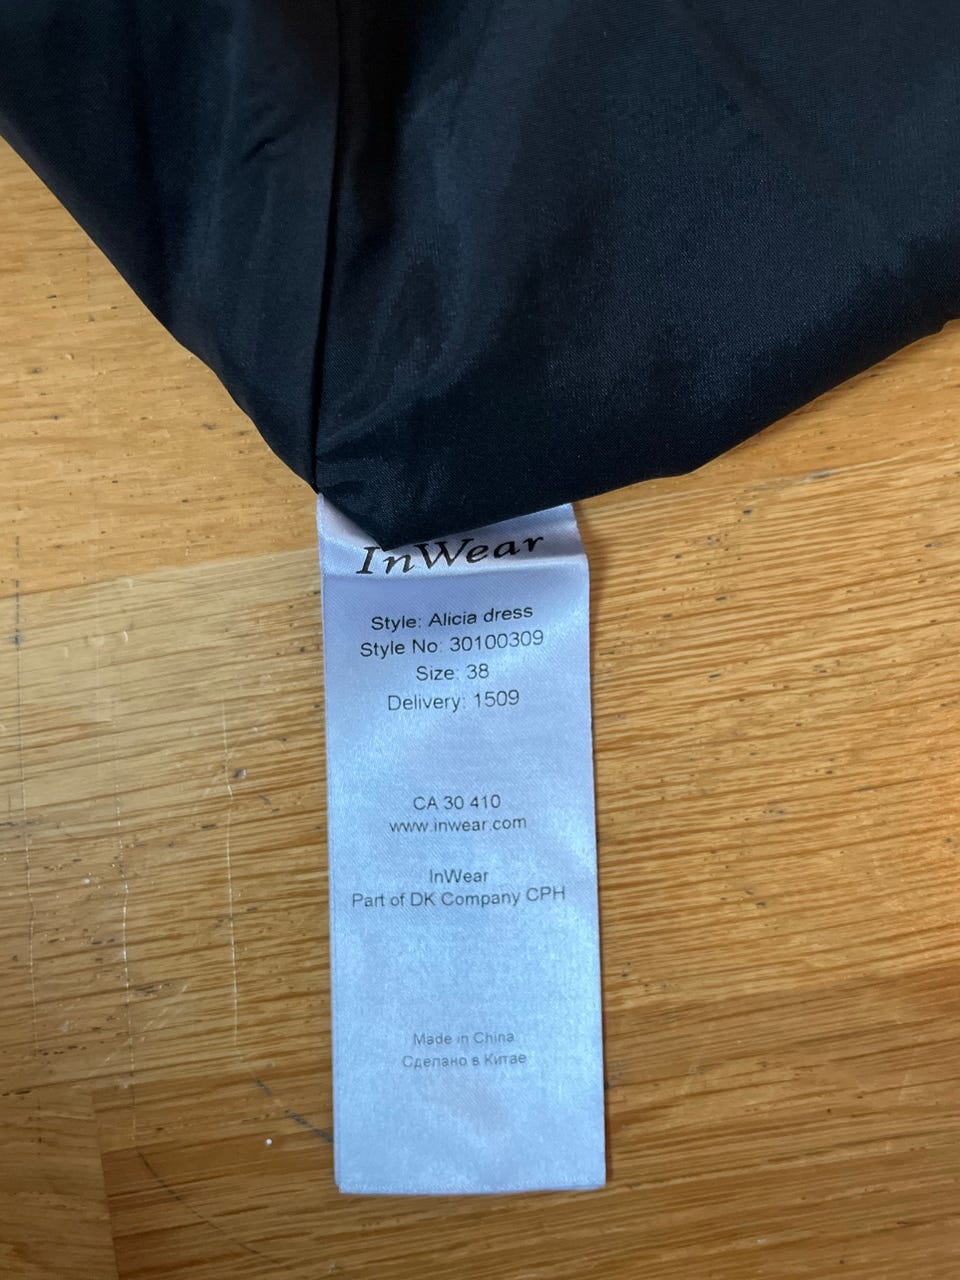 InWear
Style: Alicia dress
Style No: 30100309
Size: 38
Delivery: 1509
CA 30 410
www.inwear.com
InWear
Part of DK Company CPH
Made in China
Сделано в Китае